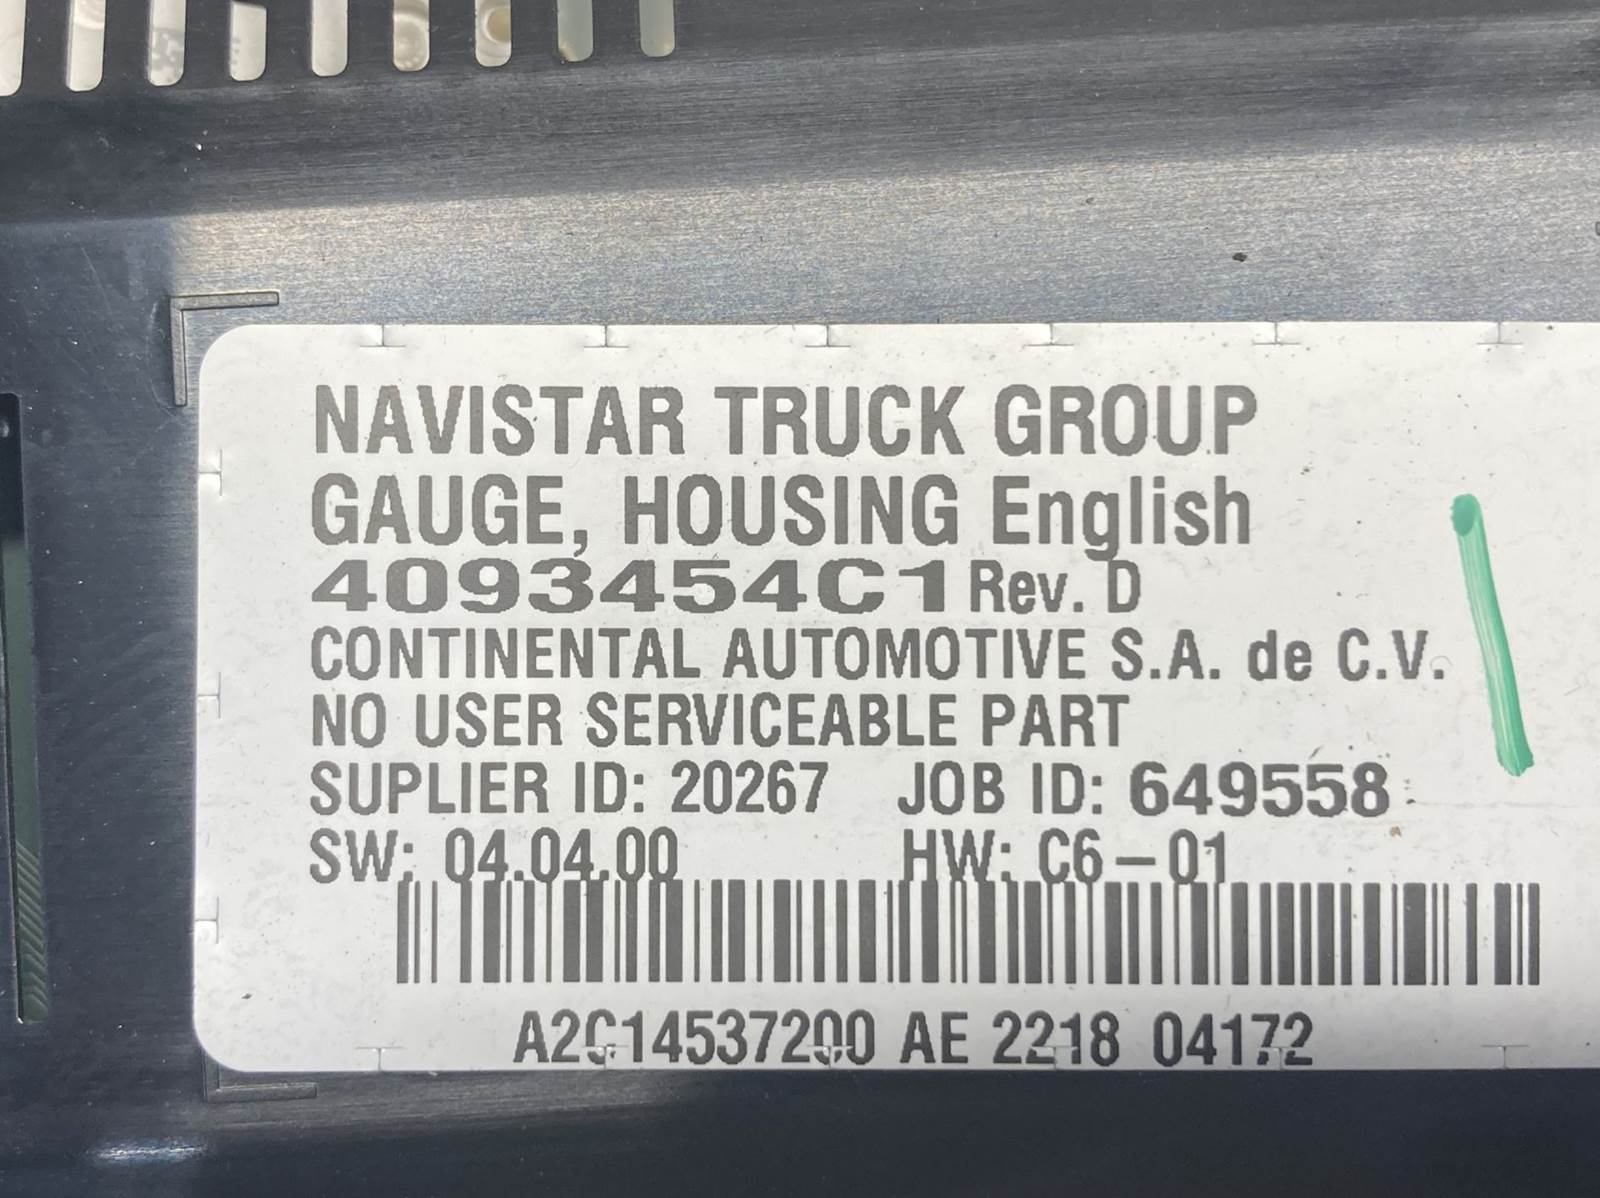 NAVISTAR TRUCK GROUP
GAUGE, HOUSING English
4093454C1 Rev. D
CONTINENTAL AUTOMOTIVE S.A. de C.V.
NO USER SERVICEABLE PART
SUPLIER ID: 20267 JOB ID: 649558
SW: 04.04.00 HW: C6-01
A2C14537200 AE 2218 04172